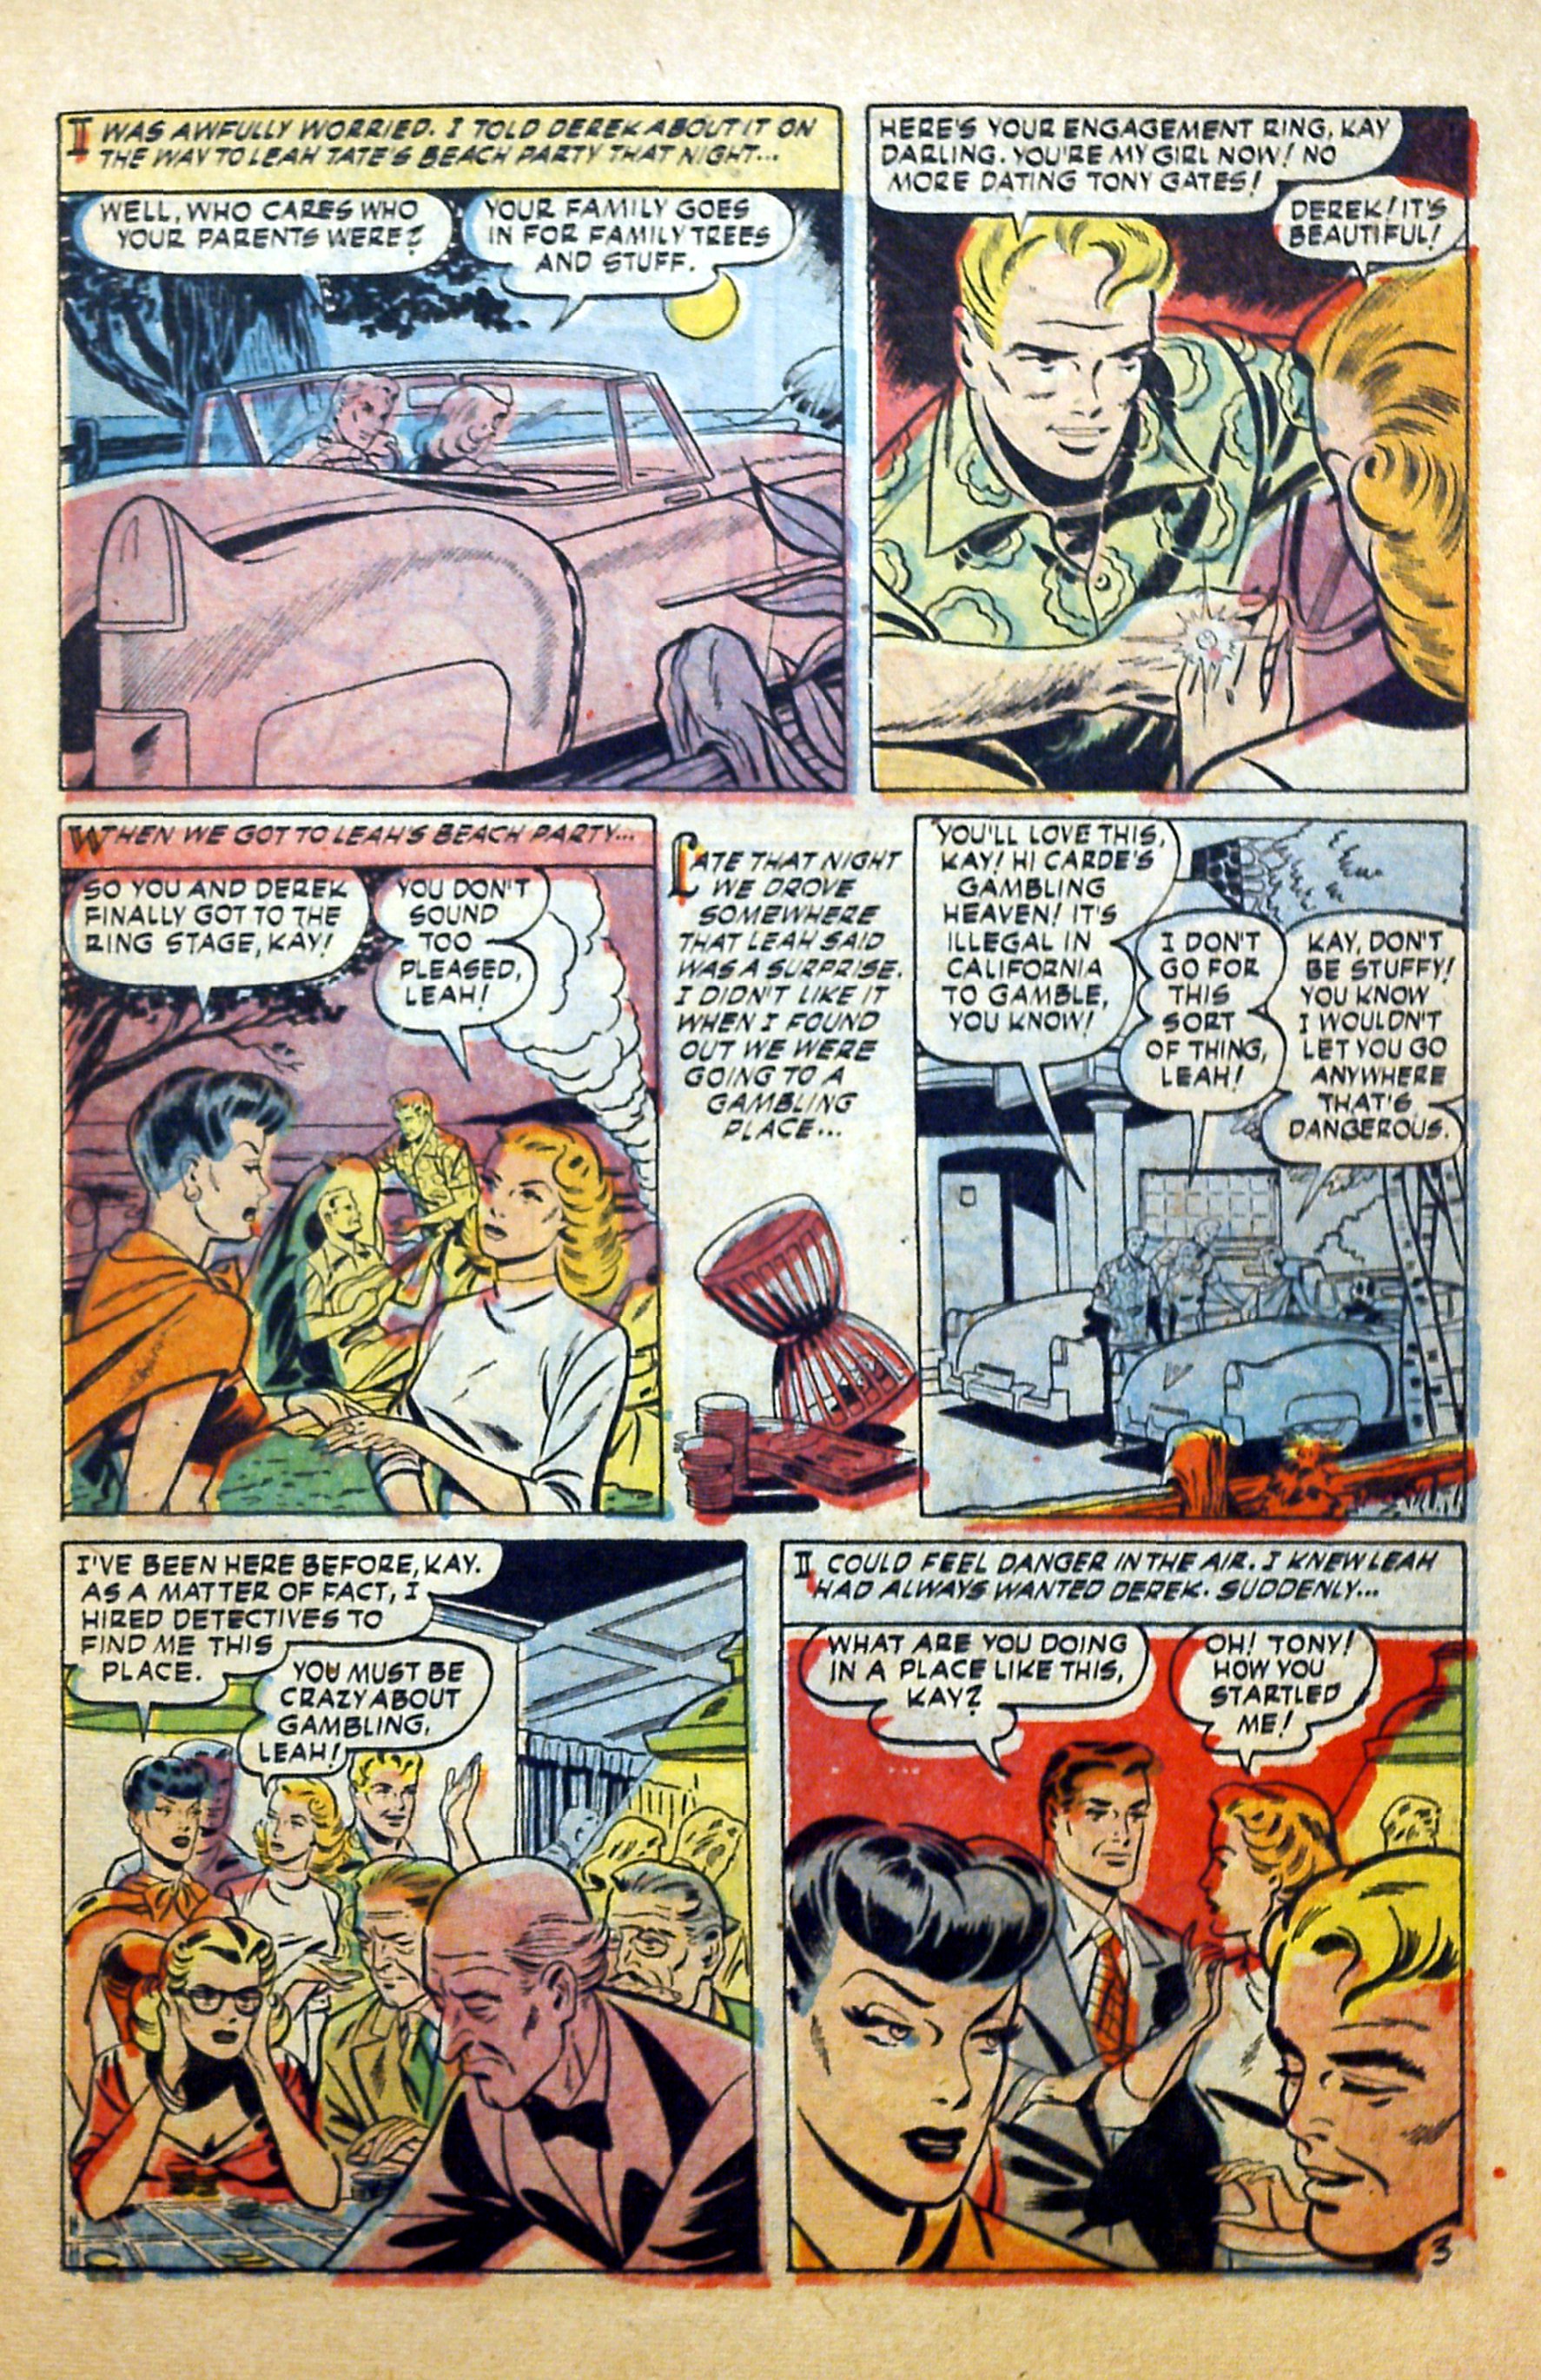 I WAS AWFULLY WORRIED. I TOLD DEREK ABOUT IT ON
THE WAY TO LEAH TATE'S BEACH PARTY THAT NIGHT...
WELL, WHO CARES WHO
YOUR PARENTS WERE?
YOUR FAMILY GOES
IN FOR FAMILY TREES
AND STUFF.
HERE'S YOUR ENGAGEMENT RING, KAY
DARLING. YOU'RE MY GIRL NOW! NO
MORE DATING TONY GATES!
DEREK! IT'S
BEAUTIFUL!
WHEN WE GOT TO LEAH'S BEACH PARTY...
SO YOU AND DEREK
FINALLY GOT TO THE
RING STAGE, KAY!
YOU DON'T
SOUND
TOO
PLEASED,
LEAH!
LATE THAT NIGHT
WE DROVE
SOMEWHERE
THAT LEAH SAID
WAS A SURPRISE.
I DIDN'T LIKE IT
WHEN I FOUND
OUT WE WERE
GOING TO A
GAMBLING
PLACE...
YOU'LL LOVE THIS,
KAY! HI CARDE'S
GAMBLING
HEAVEN! IT'S
ILLEGAL IN
CALIFORNIA
TO GAMBLE,
YOU KNOW!
I DON'T
GO FOR
THIS
SORT
OF THING,
LEAH!
KAY, DON'T
BE STUFFY!
YOU KNOW
I WOULDN'T
LET YOU GO
ANYWHERE
THAT'S
DANGEROUS.
I'VE BEEN HERE BEFORE, KAY.
AS A MATTER OF FACT, I
HIRED DETECTIVES TO
FIND ME THIS
PLACE.
YOU MUST BE
CRAZY ABOUT
GAMBLING,
LEAH!
I COULD FEEL DANGER IN THE AIR. I KNEW LEAH
HAD ALWAYS WANTED DEREK. SUDDENLY...
WHAT ARE YOU DOING
IN A PLACE LIKE THIS,
KAY?
OH! TONY!
HOW YOU
STARTLED
ME!
3